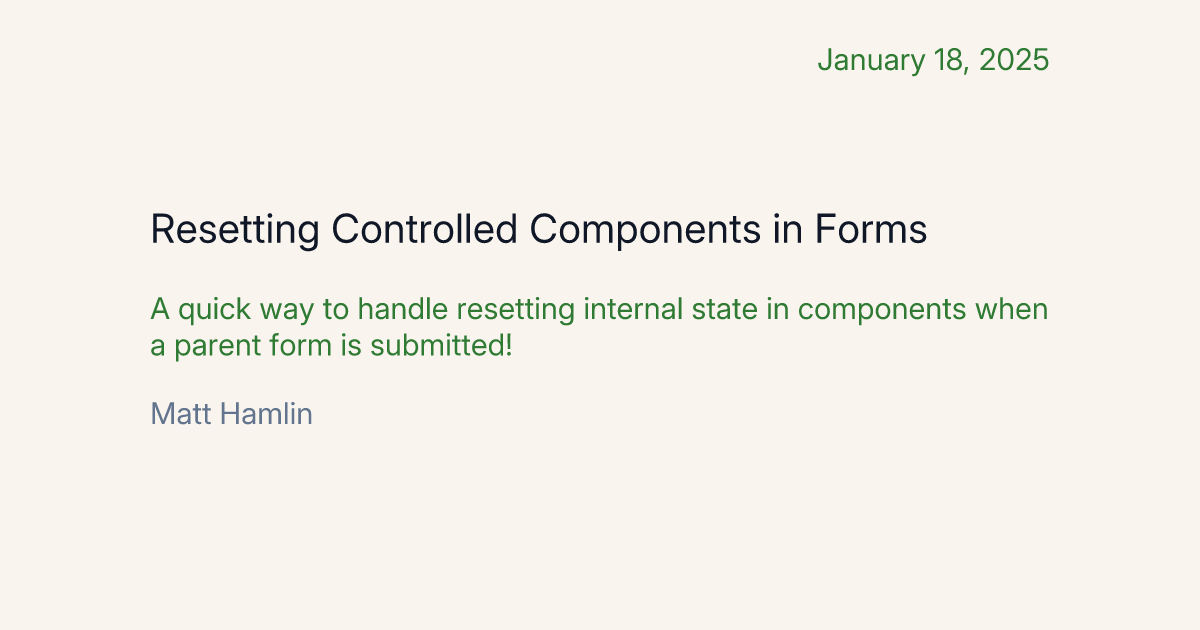 January 18, 2025
Resetting Controlled Components in Forms
A quick way to handle resetting internal state in components when
a parent form is submitted!
Matt Hamlin